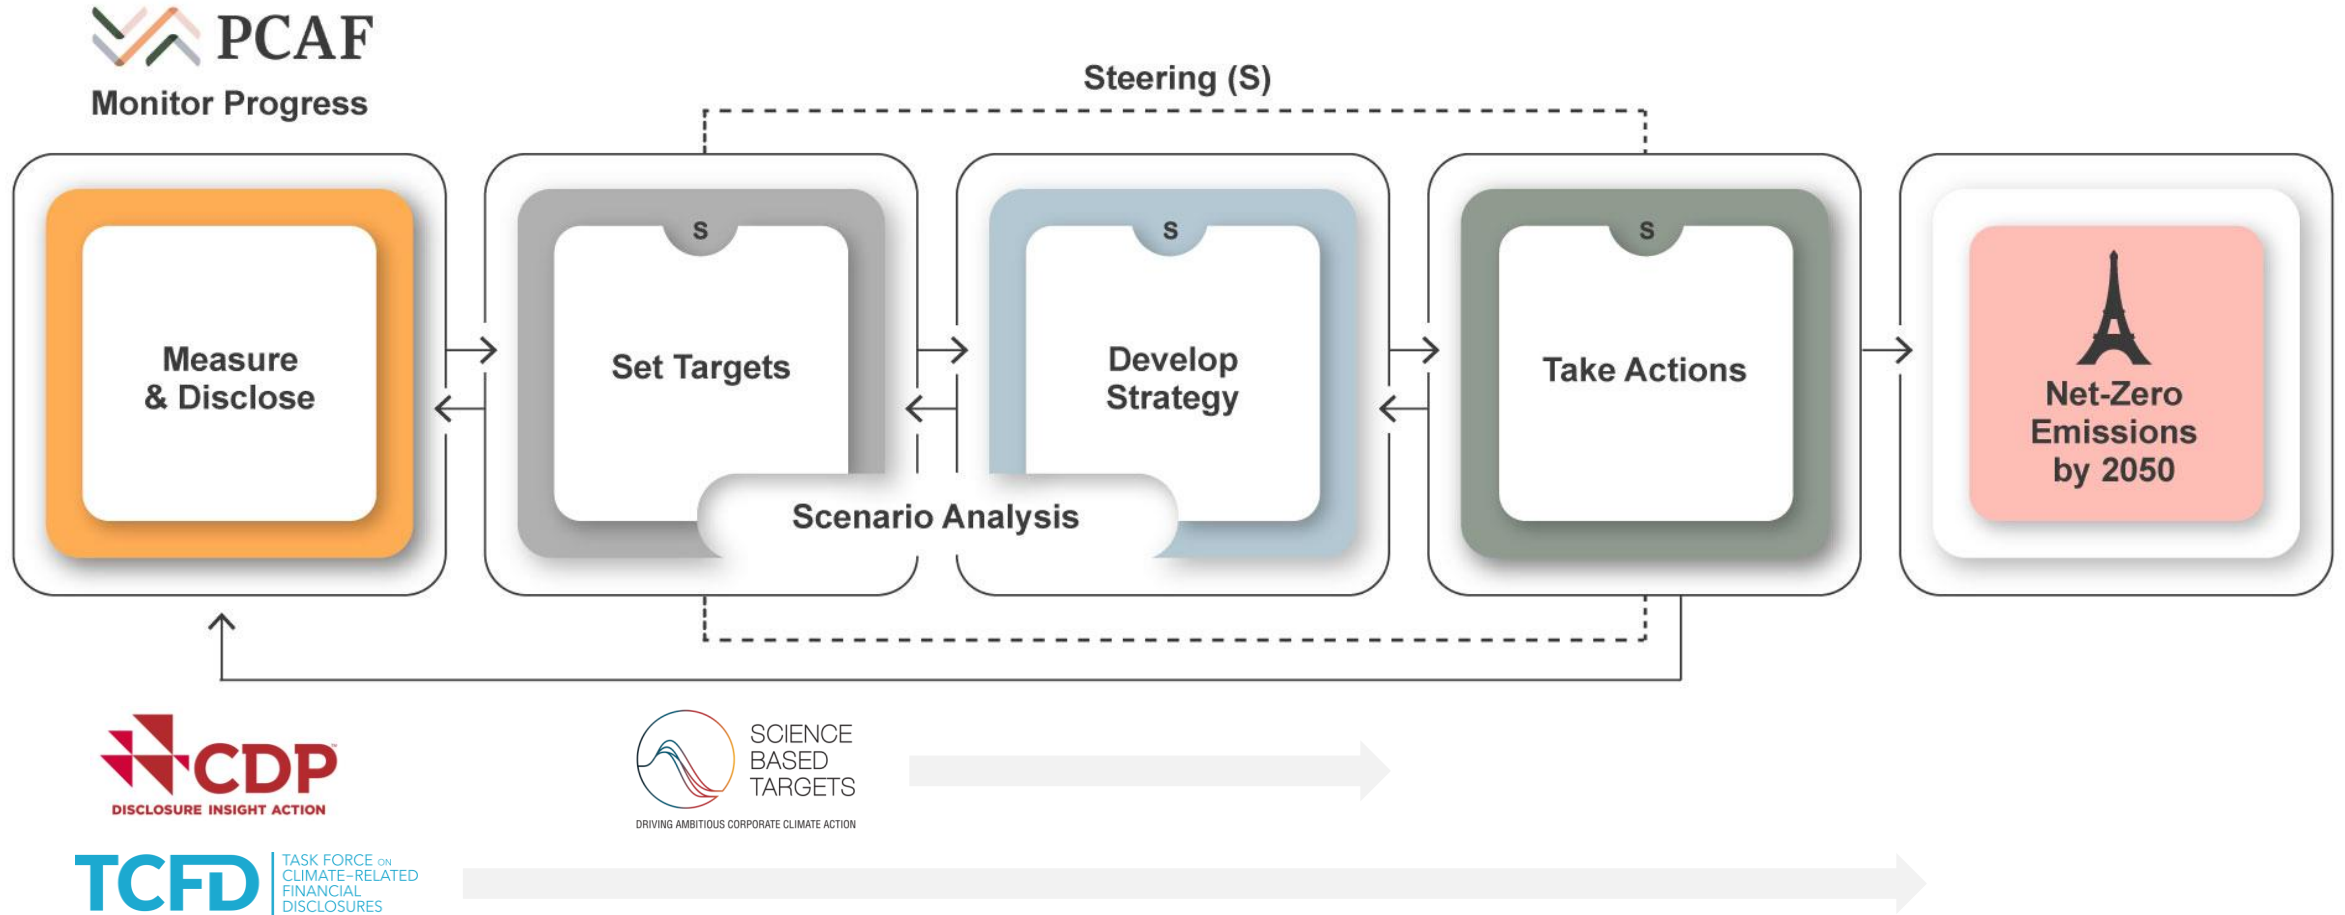 PCAF
Monitor Progress
Steering (S)
S
S
S
Measure
& Disclose
Set Targets
Develop
Strategy
Take Actions
Net-Zero
Emissions
by 2050
Scenario Analysis
CDP™
DISCLOSURE INSIGHT ACTION
SCIENCE
BASED
TARGETS
DRIVING AMBITIOUS CORPORATE CLIMATE ACTION
TCFD
TASK FORCE ON
CLIMATE-RELATED
FINANCIAL
DISCLOSURES